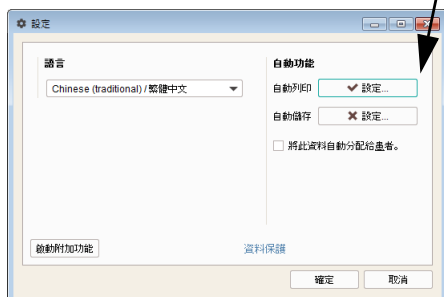 設定
語言
Chinese (traditional) / 繁體中文
自動功能
自動列印
設定...
自動儲存
設定...
將此資料自動分配給患者。
啟動附加功能
資料保護
確定
取消